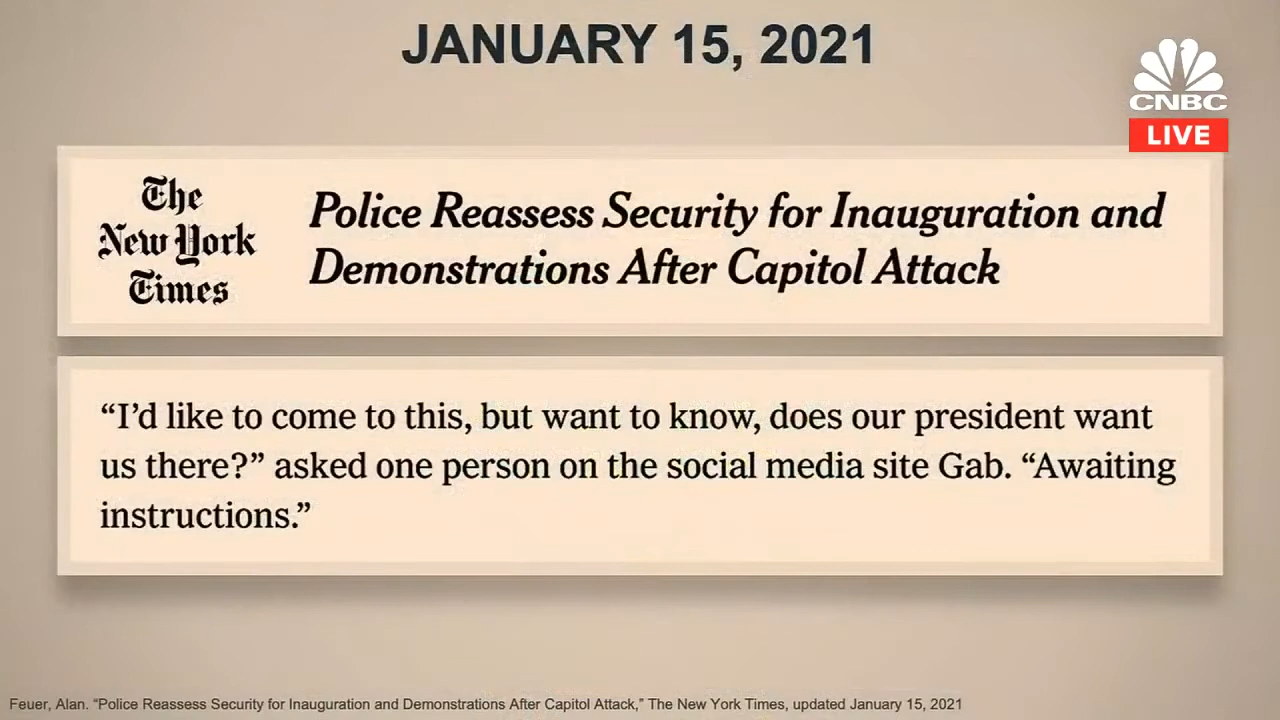 JANUARY 15, 2021
CNBC
LIVE
The
New York
Times
Police Reassess Security for Inauguration and
Demonstrations After Capitol Attack
“I’d like to come to this, but want to know, does our president want
us there?” asked one person on the social media site Gab. “Awaiting
instructions.”
Feuer, Alan. “Police Reassess Security for Inauguration and Demonstrations After Capitol Attack,” The New York Times, updated January 15, 2021